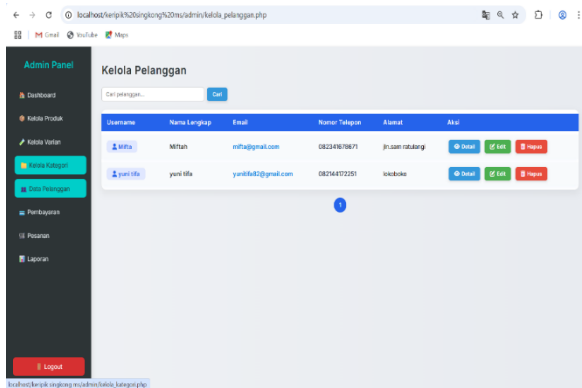 localhost/keripik%20singkong%20ms/admin/kelola_pelanggan.php
Gmail YouTube Maps
Admin Panel
Dashboard
Kelola Produk
Kelola Varian
Kelola Kategori
Data Pelanggan
Pembayaran
Pesanan
Laporan
Logout
Kelola Pelanggan
Cari pelanggan... Cari
Username Nama Lengkap Email Nomor Telepon Alamat Aksi
Mifta Miftah mifta@gmail.com 082341678671 jln.sam ratulangi Detail Edit Hapus
yuni tifa yuni tifa yunitifa82@gmail.com 082144172251 lokoboko Detail Edit Hapus
1
localhost/keripik singkong ms/admin/kelola_kategori.php